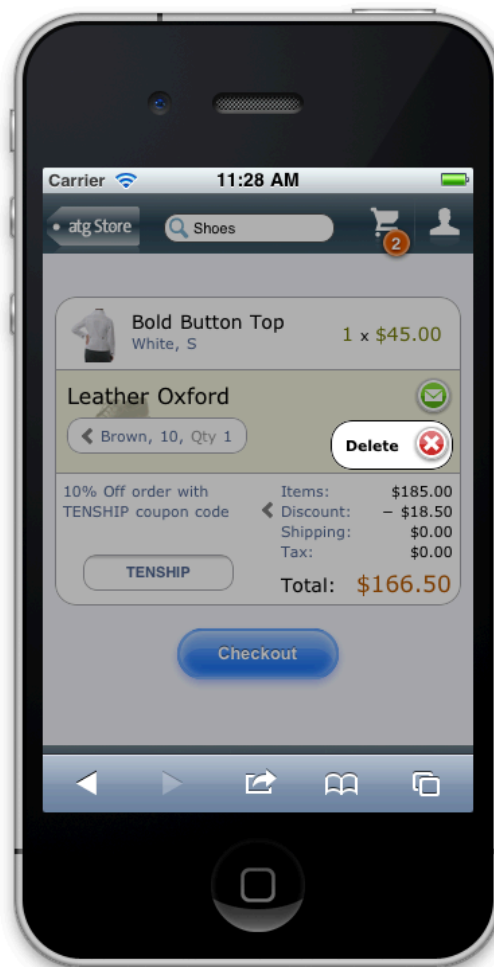 Carrier 11:28 AM
atg Store Shoes 2
Bold Button Top
White, S
1 x $45.00
Leather Oxford
Brown, 10, Qty 1
Delete
10% Off order with
TENSHIP coupon code
TENSHIP
Items: $185.00
Discount: – $18.50
Shipping: $0.00
Tax: $0.00
Total: $166.50
Checkout